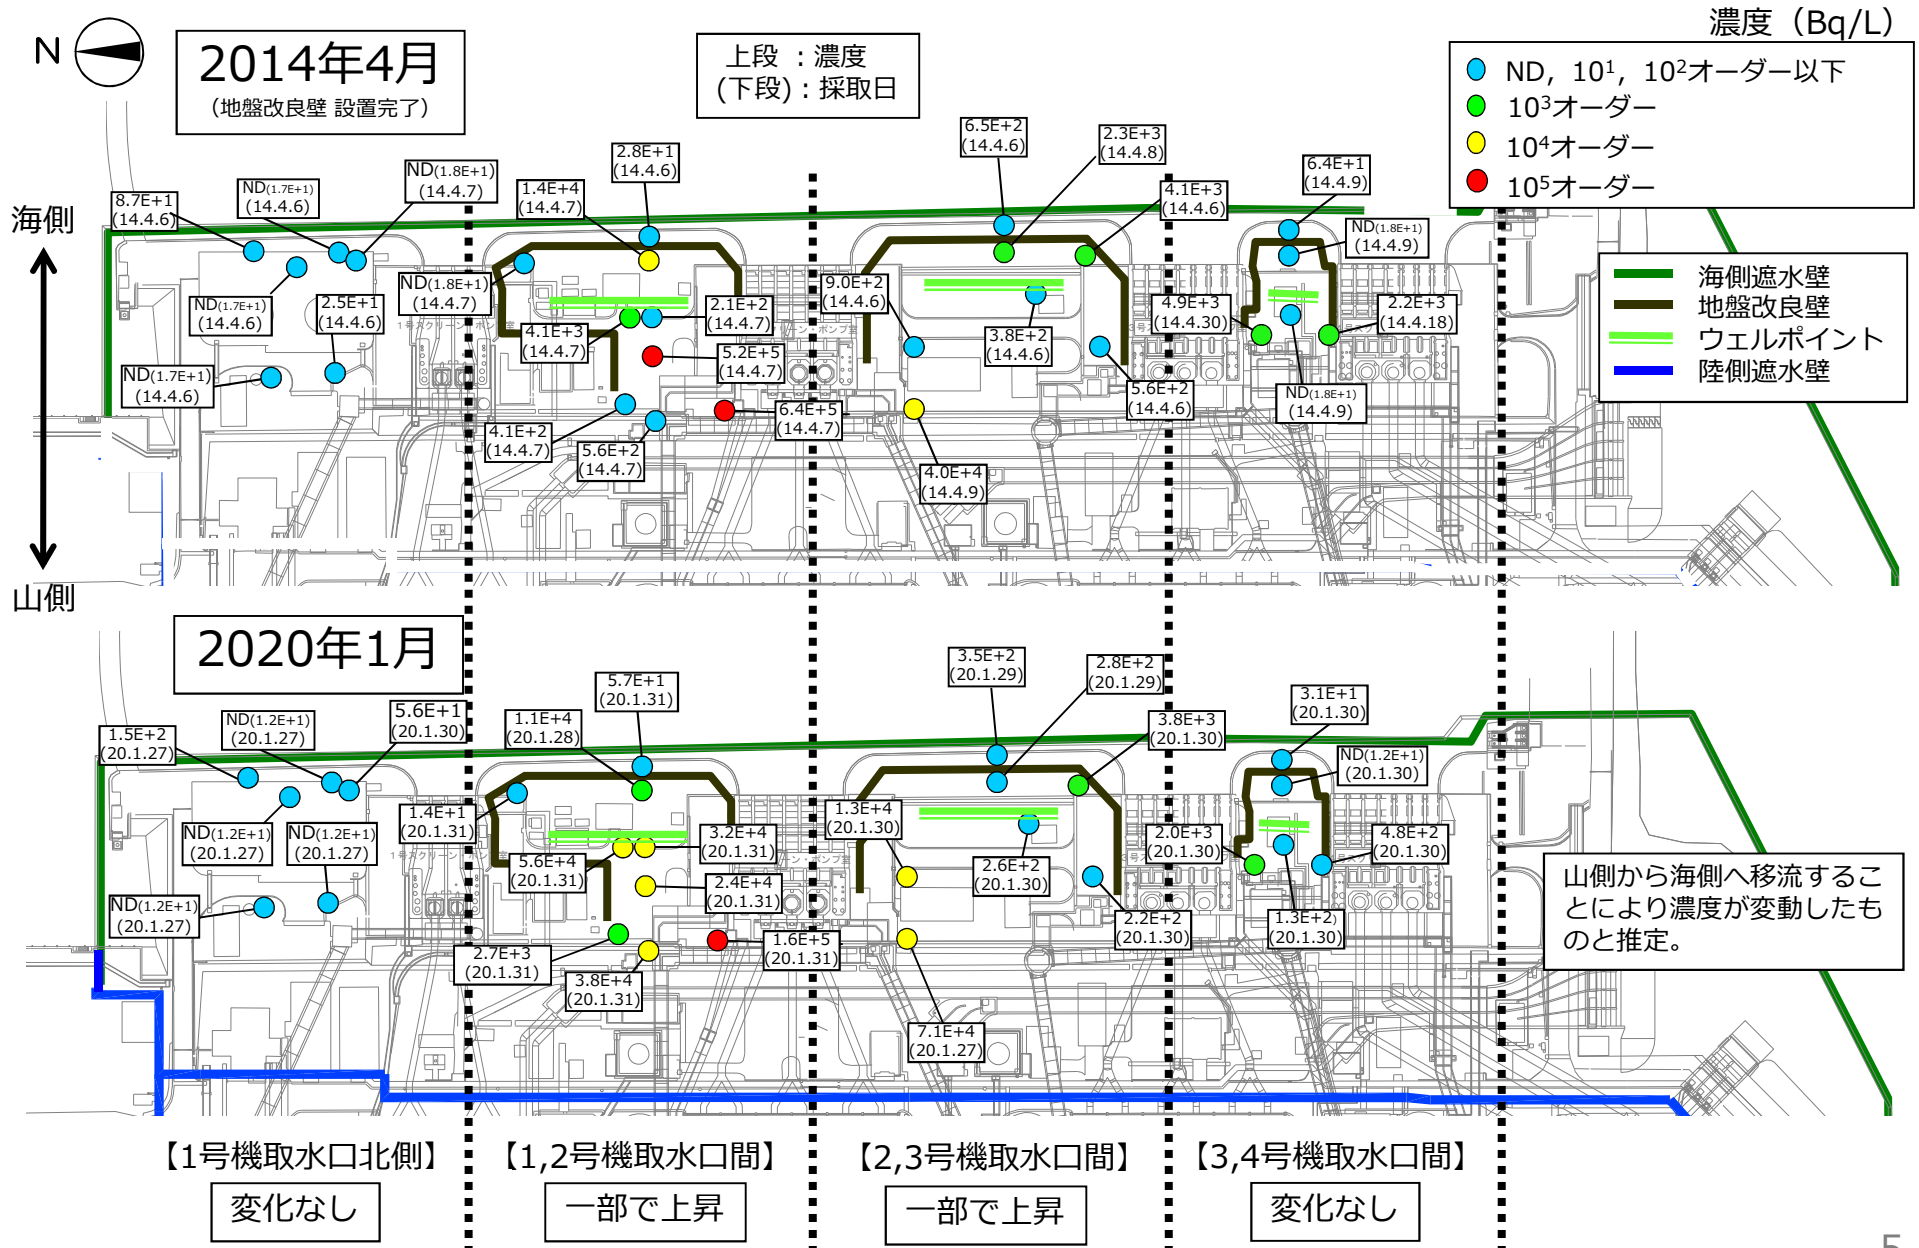 N
2014年4月
(地盤改良壁 設置完了)
上段 ：濃度
(下段)：採取日
濃度（Bq/L）
ND，10¹，10²オーダー以下
10³オーダー
10⁴オーダー
10⁵オーダー
海側遮水壁
地盤改良壁
ウェルポイント
陸側遮水壁
海側
山側
8.7E+1
(14.4.6)
ND(1.7E+1)
(14.4.6)
ND(1.8E+1)
(14.4.7)
ND(1.7E+1)
(14.4.6)
2.5E+1
(14.4.6)
ND(1.7E+1)
(14.4.6)
1.4E+4
(14.4.7)
2.8E+1
(14.4.6)
ND(1.8E+1)
(14.4.7)
4.1E+3
(14.4.7)
2.1E+2
(14.4.7)
5.2E+5
(14.4.7)
6.4E+5
(14.4.7)
4.1E+2
(14.4.7)
5.6E+2
(14.4.7)
6.5E+2
(14.4.6)
2.3E+3
(14.4.8)
4.1E+3
(14.4.6)
9.0E+2
(14.4.6)
3.8E+2
(14.4.6)
5.6E+2
(14.4.6)
4.0E+4
(14.4.9)
6.4E+1
(14.4.9)
ND(1.8E+1)
(14.4.9)
4.9E+3
(14.4.30)
2.2E+3
(14.4.18)
ND(1.8E+1)
(14.4.9)
2020年1月
1.5E+2
(20.1.27)
ND(1.2E+1)
(20.1.27)
5.6E+1
(20.1.30)
ND(1.2E+1)
(20.1.27)
ND(1.2E+1)
(20.1.27)
ND(1.2E+1)
(20.1.27)
1.1E+4
(20.1.28)
5.7E+1
(20.1.31)
1.4E+1
(20.1.31)
5.6E+4
(20.1.31)
3.2E+4
(20.1.31)
2.4E+4
(20.1.31)
1.6E+5
(20.1.31)
2.7E+3
(20.1.31)
3.8E+4
(20.1.31)
3.5E+2
(20.1.29)
2.8E+2
(20.1.29)
3.8E+3
(20.1.30)
1.3E+4
(20.1.30)
2.6E+2
(20.1.30)
2.2E+2
(20.1.30)
7.1E+4
(20.1.27)
3.1E+1
(20.1.30)
ND(1.2E+1)
(20.1.30)
2.0E+3
(20.1.30)
4.8E+2
(20.1.30)
1.3E+2)
(20.1.30)
山側から海側へ移流するこ
とにより濃度が変動したも
のと推定。
【1号機取水口北側】
【1,2号機取水口間】
【2,3号機取水口間】
【3,4号機取水口間】
変化なし
一部で上昇
一部で上昇
変化なし